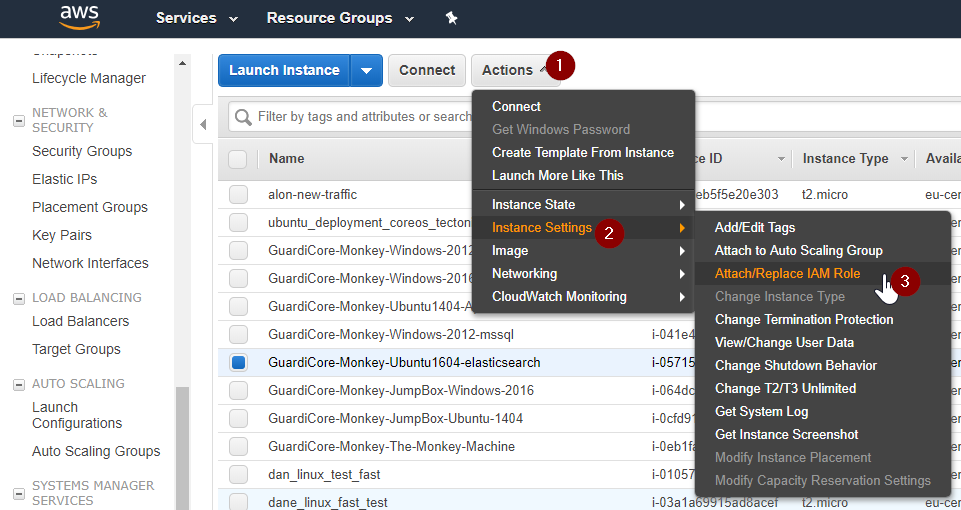 aws
Services
Resource Groups
Lifecycle Manager
NETWORK &
SECURITY
Security Groups
Elastic IPs
Placement Groups
Key Pairs
Network Interfaces
LOAD BALANCING
Load Balancers
Target Groups
AUTO SCALING
Launch
Configurations
Auto Scaling Groups
SYSTEMS MANAGER
SERVICES
Launch Instance
Connect
Actions
1
Filter by tags and attributes or search
Name
ID
Instance Type
alon-new-traffic
eb5f5e20e303
t2.micro
ubuntu_deployment_coreos_tecton
GuardiCore-Monkey-Windows-2012
GuardiCore-Monkey-Windows-2016
GuardiCore-Monkey-Ubuntu1404-A
GuardiCore-Monkey-Windows-2012-mssql
i-041e4
GuardiCore-Monkey-Ubuntu1604-elasticsearch
i-05715
GuardiCore-Monkey-JumpBox-Windows-2016
i-064dc
GuardiCore-Monkey-JumpBox-Ubuntu-1404
i-0cfd91
GuardiCore-Monkey-The-Monkey-Machine
i-0eb1fa
dan_linux_test_fast
i-01057
dane_linux_fast_test
i-03a1a69915ad8acef
t2.micro
eu-cen
Connect
Get Windows Password
Create Template From Instance
Launch More Like This
Instance State
Instance Settings
2
Image
Networking
CloudWatch Monitoring
Add/Edit Tags
Attach to Auto Scaling Group
Attach/Replace IAM Role
3
Change Instance Type
Change Termination Protection
View/Change User Data
Change Shutdown Behavior
Change T2/T3 Unlimited
Get System Log
Get Instance Screenshot
Modify Instance Placement
Modify Capacity Reservation Settings